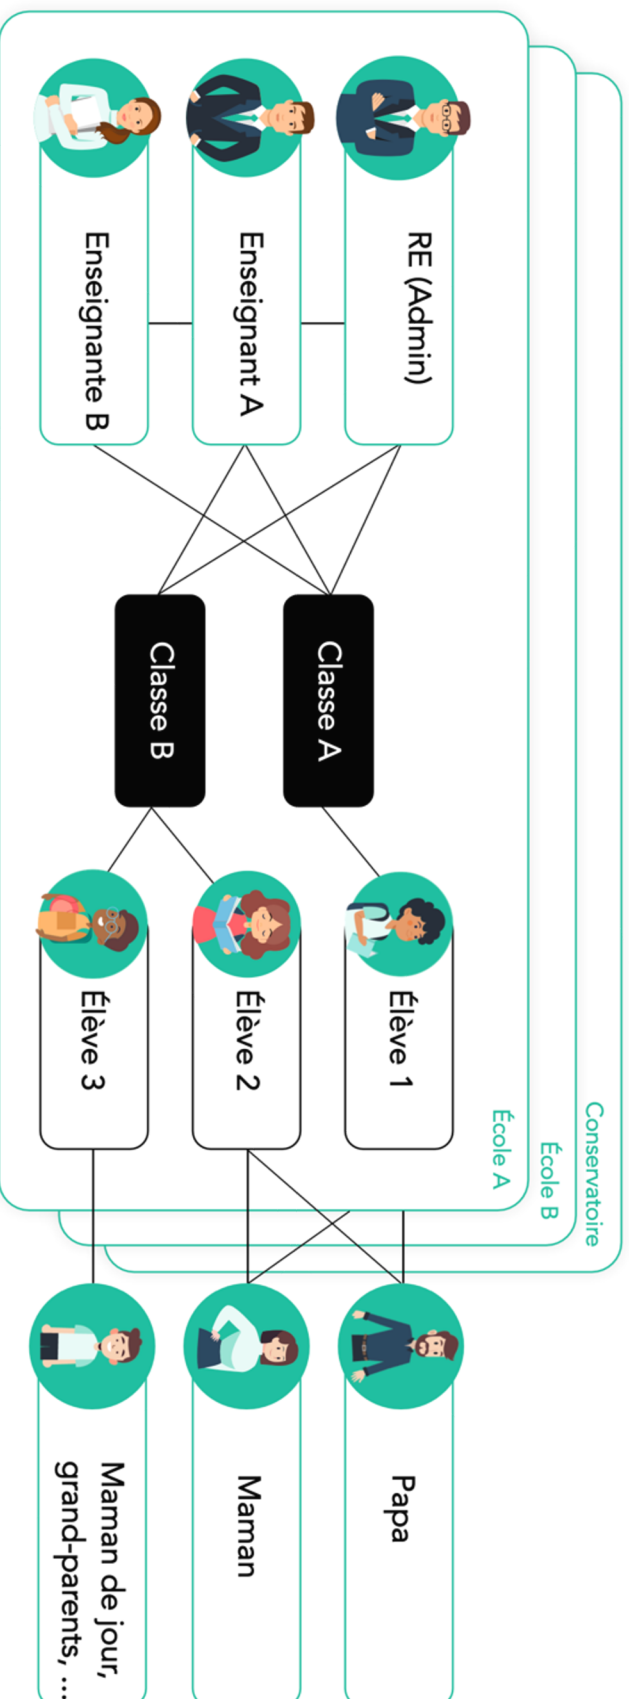 Conservatoire
École B
École A
RE (Admin)
Élève 1
Papa
Classe A
Enseignant A
Élève 2
Maman
Classe B
Enseignante B
Élève 3
Maman de jour,
grand-parents, ...